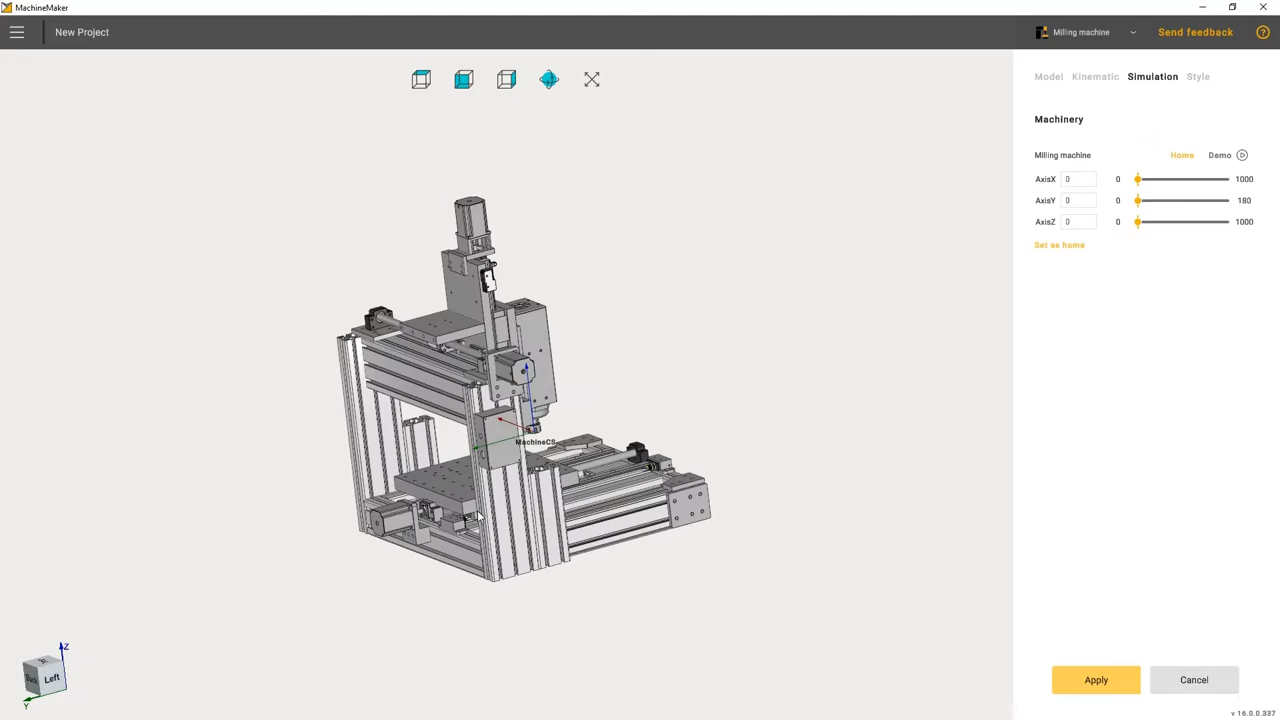 MachineMaker
New Project
Milling machine
Send feedback
?
Model Kinematic Simulation Style
Machinery
Milling machine Home Demo
AxisX 0 0 1000
AxisY 0 0 180
AxisZ 0 0 1000
Set as home
MachineCS
Z
Back Left
Y
Apply Cancel
v 16.0.0.337